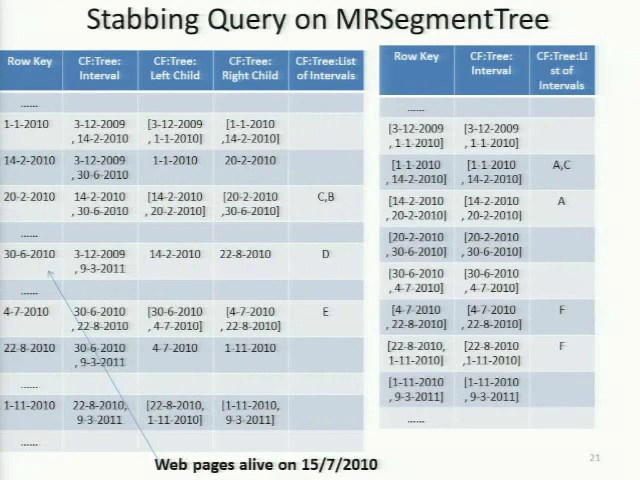 Stabbing Query on MRSegmentTree
Row Key CF:Tree: Interval CF:Tree: Left Child CF:Tree: Right Child CF:Tree:List of Intervals
......
1-1-2010 3-12-2009 , 14-2-2010 [3-12-2009 , 1-1-2010] [1-1-2010 ,14-2-2010]
14-2-2010 3-12-2009 , 30-6-2010 1-1-2010 20-2-2010
20-2-2010 14-2-2010 , 30-6-2010 [14-2-2010 , 20-2-2010] [20-2-2010 ,30-6-2010] C,B
......
30-6-2010 3-12-2009 , 9-3-2011 14-2-2010 22-8-2010 D
......
4-7-2010 30-6-2010 , 22-8-2010 [30-6-2010 , 4-7-2010] [4-7-2010 , 22-8-2010] E
22-8-2010 30-6-2010 , 9-3-2011 4-7-2010 1-11-2010
......
1-11-2010 22-8-2010, 9-3-2011 [22-8-2010, 1-11-2010] [1-11-2010, 9-3-2011]
......
Row Key CF:Tree: Interval CF:Tree:Li st of Intervals
......
[3-12-2009 , 1-1-2010] [3-12-2009 , 1-1-2010]
[1-1-2010 , 14-2-2010] [1-1-2010 , 14-2-2010] A,C
[14-2-2010 , 20-2-2010] [14-2-2010 , 20-2-2010] A
[20-2-2010 , 30-6-2010] [20-2-2010 , 30-6-2010]
[30-6-2010 , 4-7-2010] [30-6-2010 , 4-7-2010]
[4-7-2010 , 22-8-2010] [4-7-2010 , 22-8-2010] F
[22-8-2010, 1-11-2010] [22-8-2010 ,1-11-2010] F
[1-11-2010 , 9-3-2011] [1-11-2010 , 9-3-2011]
......
Web pages alive on 15/7/2010
21